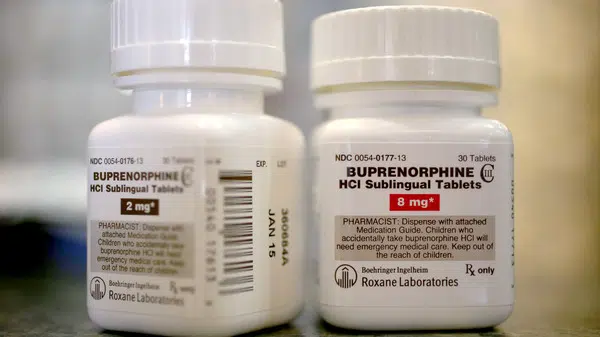 NDC 0054-0176-13
30 Tablets
BUPRENORPHINE
HCl Sublingual Tablets
2 mg*
PHARMACIST: Dispense with
attached Medication Guide.
Children who
accidentally take
buprenorphine HCl will
need emergency medical care. Keep
out of the reach of children.
Boehringer Ingelheim
Roxane Laboratories
Rx only
EXP.
LOT
JAN 15
NDC 0054-0177-13
30 Tablets
BUPRENORPHINE CIII
HCl Sublingual Tablets
8 mg*
PHARMACIST: Dispense with attached
Medication Guide. Children who
accidentally take buprenorphine HCl will
need emergency medical care. Keep out of
the reach of children.
Boehringer Ingelheim
Roxane Laboratories
Rx only